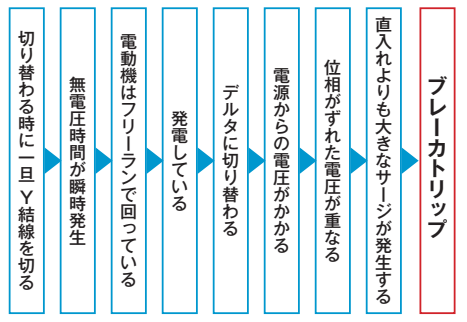 切り替わる時に一旦Ｙ結線を切る
無電圧時間が瞬時発生
電動機はフリーランで回っている
発電している
デルタに切り替わる
電源からの電圧がかかる
位相がずれた電圧が重なる
直入れよりも大きなサージが発生する
ブレーカトリップ